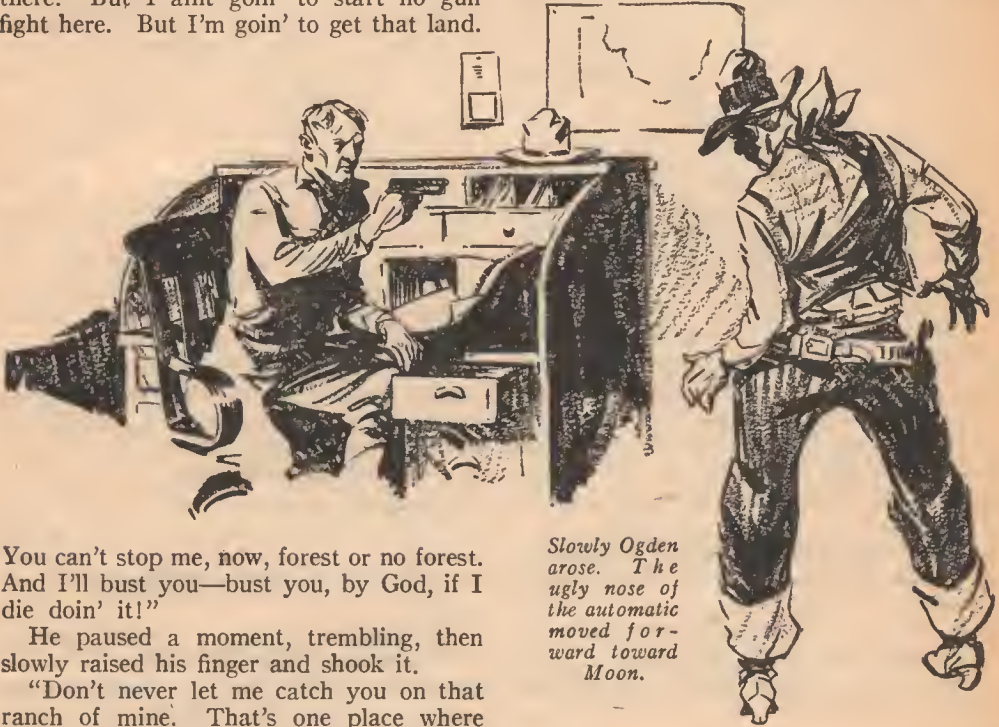 there. But I aint goin' to start no gun
fight here. But I'm goin' to get that land.
You can't stop me, now, forest or no forest.
And I'll bust you—bust you, by God, if I
die doin' it!"
He paused a moment, trembling, then
slowly raised his finger and shook it.
"Don't never let me catch you on that
ranch of mine. That's one place where
Slowly Ogden
arose. The
ugly nose of
the automatic
moved for-
ward toward
Moon.